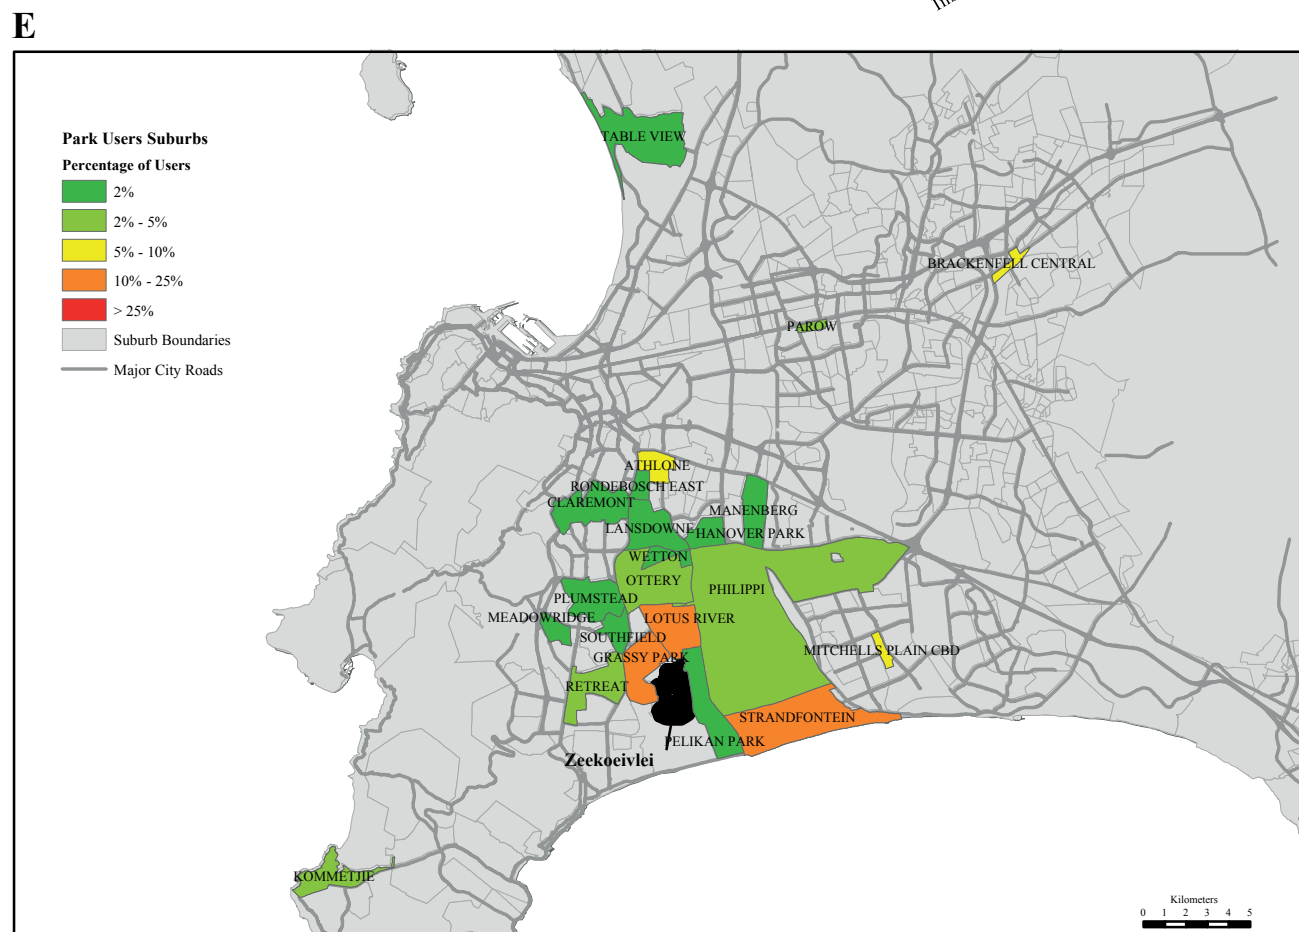 E
Park Users Suburbs
Percentage of Users
2%
2% - 5%
5% - 10%
10% - 25%
> 25%
Suburb Boundaries
Major City Roads
TABLE VIEW
BRACKENFELL CENTRAL
PAROW
ATHLONE
RONDEBOSCH EAST
CLAREMONT
MANENBERG
LANSDOWNE
HANOVER PARK
WETTON
OTTERY
PHILIPPI
PLUMSTEAD
MEADOWRIDGE
LOTUS RIVER
SOUTHFIELD
MITCHELLS PLAIN CBD
GRASSY PARK
RETREAT
STRANDFONTEIN
PELIKAN PARK
Zeekoeivlei
KOMMETJIE
Kilometers
0 1 2 3 4 5